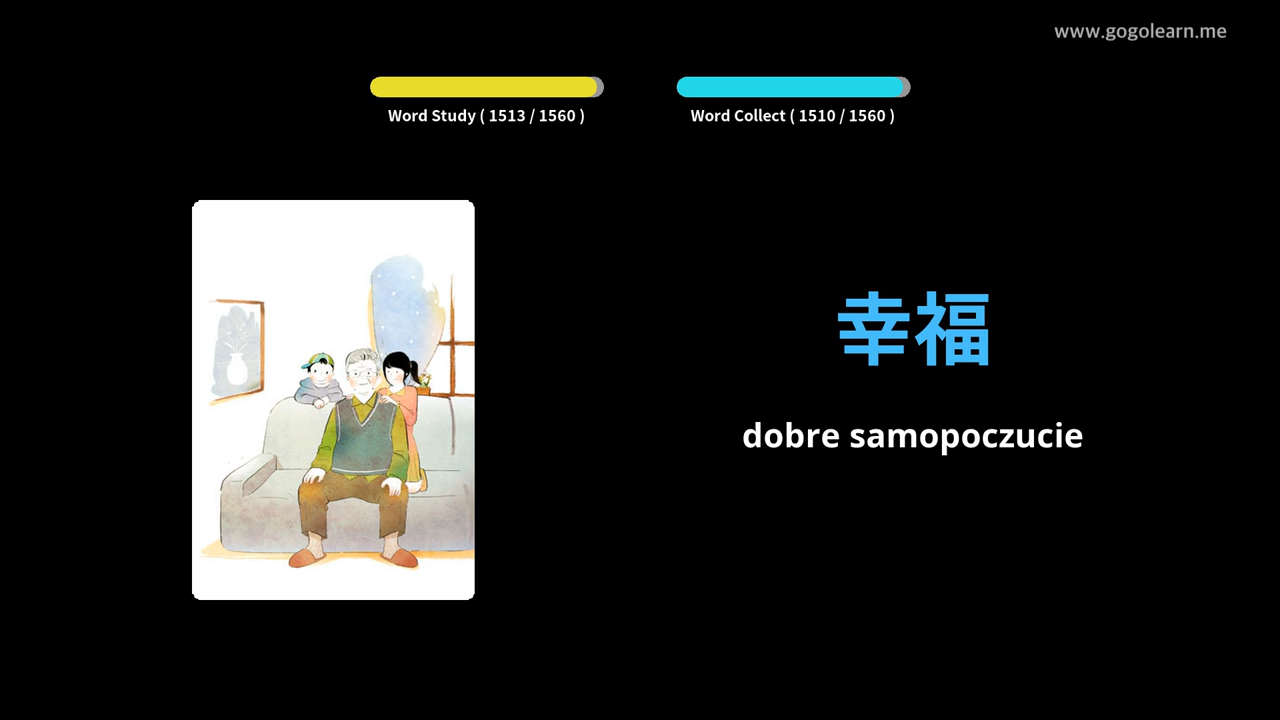 www.gogolearn.me
Word Study ( 1513 / 1560 )
Word Collect ( 1510 / 1560 )
幸福
dobre samopoczucie